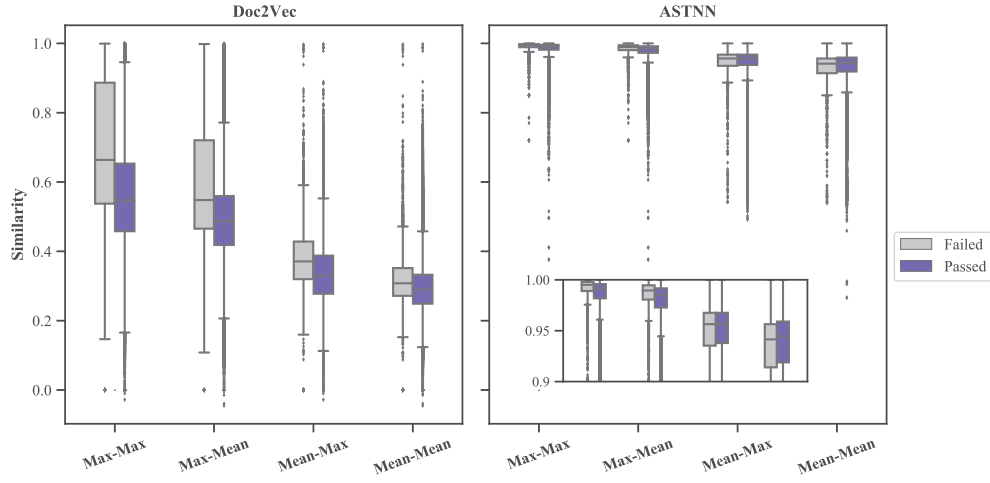 Doc2Vec
ASTNN
Similarity
1.0
0.8
0.6
0.4
0.2
0.0
1.00
0.95
0.9
Max-Max
Max-Mean
Mean-Max
Mean-Mean
Max-Max
Max-Mean
Mean-Max
Mean-Mean
Failed
Passed